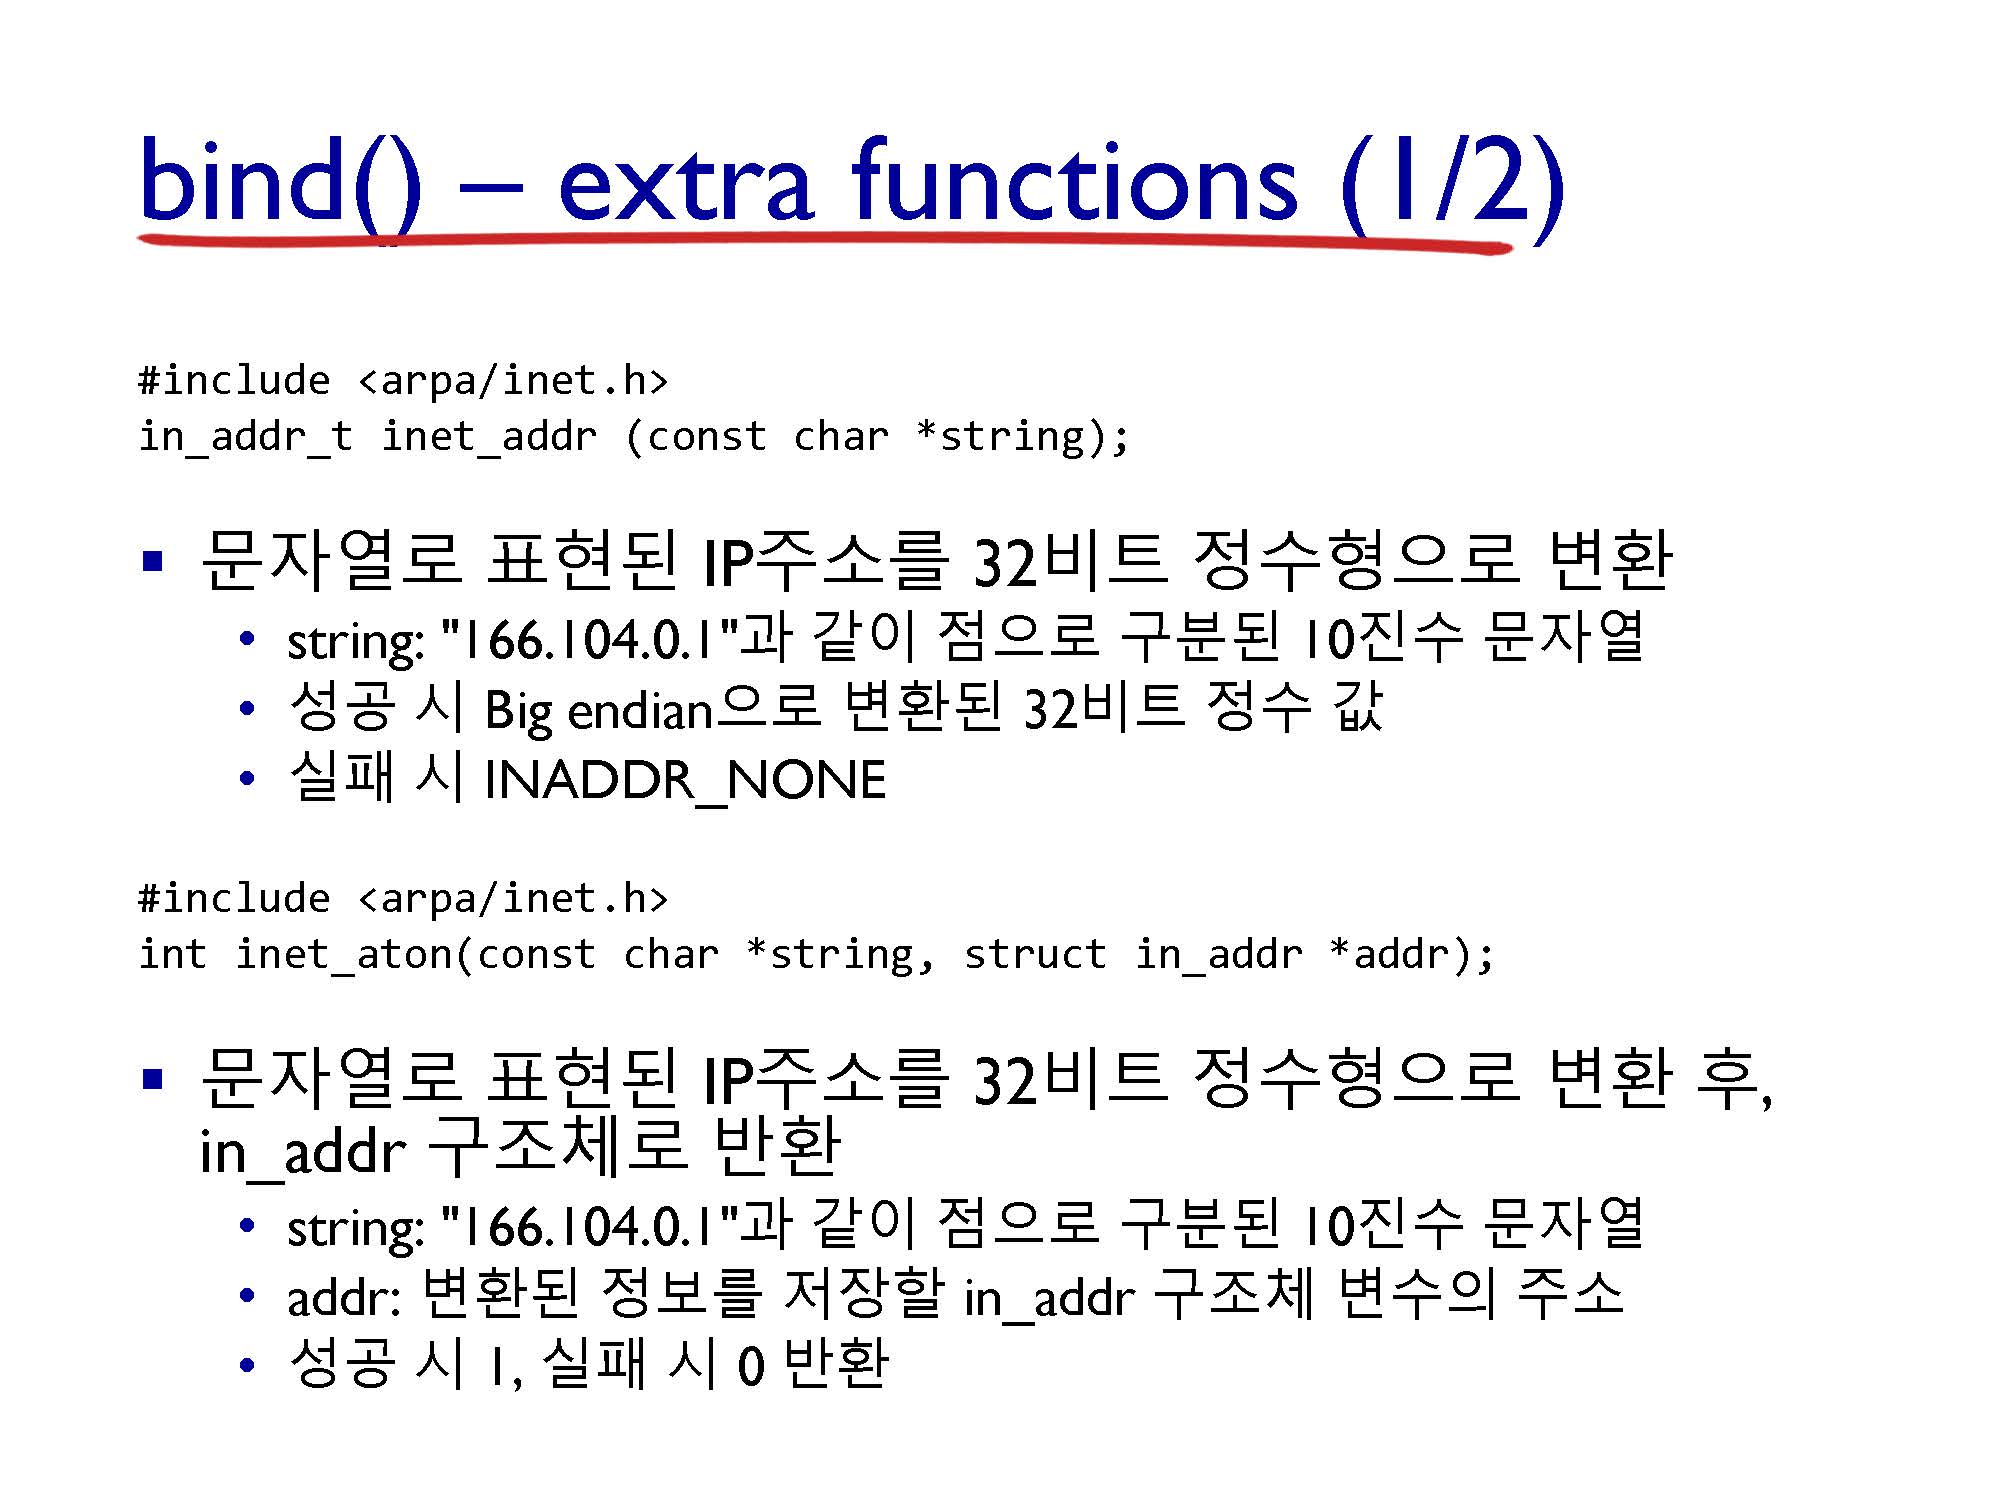 bind() – extra functions (1/2)
#include <arpa/inet.h>
in_addr_t inet_addr (const char *string);
▪ 문자열로 표현된 IP주소를 32비트 정수형으로 변환
• string: "166.104.0.1"과 같이 점으로 구분된 10진수 문자열
• 성공 시 Big endian으로 변환된 32비트 정수 값
• 실패 시 INADDR_NONE
#include <arpa/inet.h>
int inet_aton(const char *string, struct in_addr *addr);
▪ 문자열로 표현된 IP주소를 32비트 정수형으로 변환 후,
in_addr 구조체로 반환
• string: "166.104.0.1"과 같이 점으로 구분된 10진수 문자열
• addr: 변환된 정보를 저장할 in_addr 구조체 변수의 주소
• 성공 시 1, 실패 시 0 반환